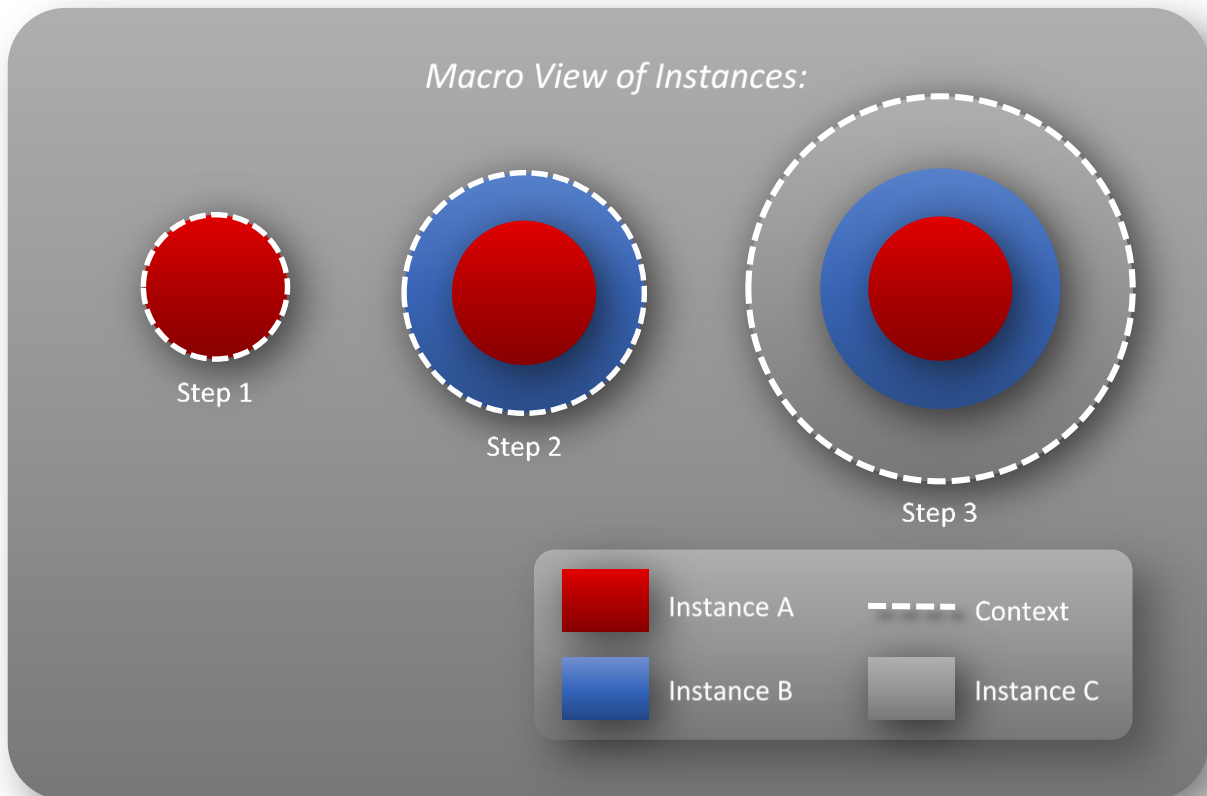 Macro View of Instances:
Step 1
Step 2
Step 3
Instance A
Context
Instance B
Instance C